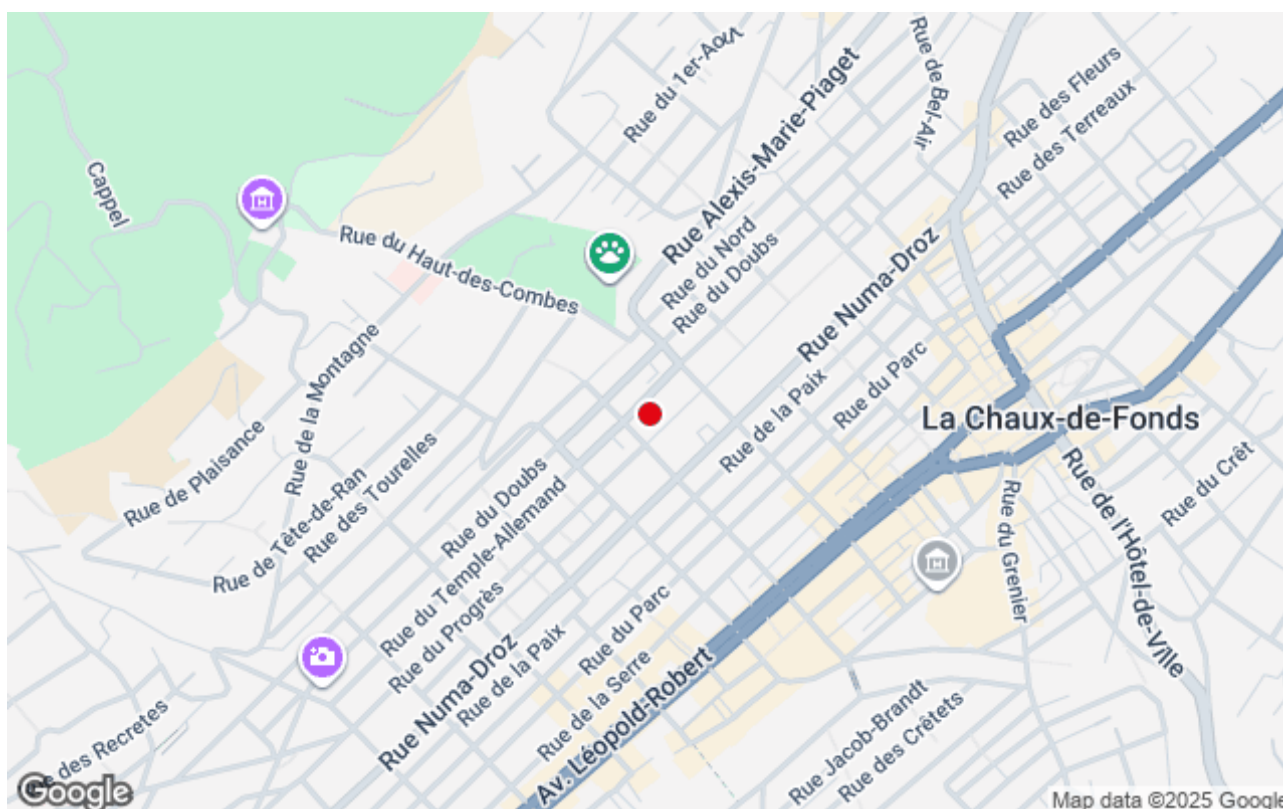 Rue du 1er-Août
Rue de Bel-Air
Rue des Fleurs
Rue des Terreaux
Rue Alexis-Marie-Piaget
Cappel
Rue du Haut-des-Combes
Rue du Nord
Rue du Doubs
Rue Numa-Droz
Rue de la Montagne
Rue du Parc
Rue de la Paix
La Chaux-de-Fonds
Rue de Plaisance
Rue de Tête-de-Ran
Rue des Tourelles
Rue du Doubs
Rue du Temple-Allemand
Rue du Progrès
Rue du Crêt
Rue du Grenier
Rue de l'Hôtel-de-Ville
Rue Numa-Droz
Rue de la Paix
Rue du Parc
Rue de la Serre
Av. Léopold-Robert
Rue Jacob-Brandt
Rue des Crêtets
Rue des Recretes
Google
Map data ©2025 Google